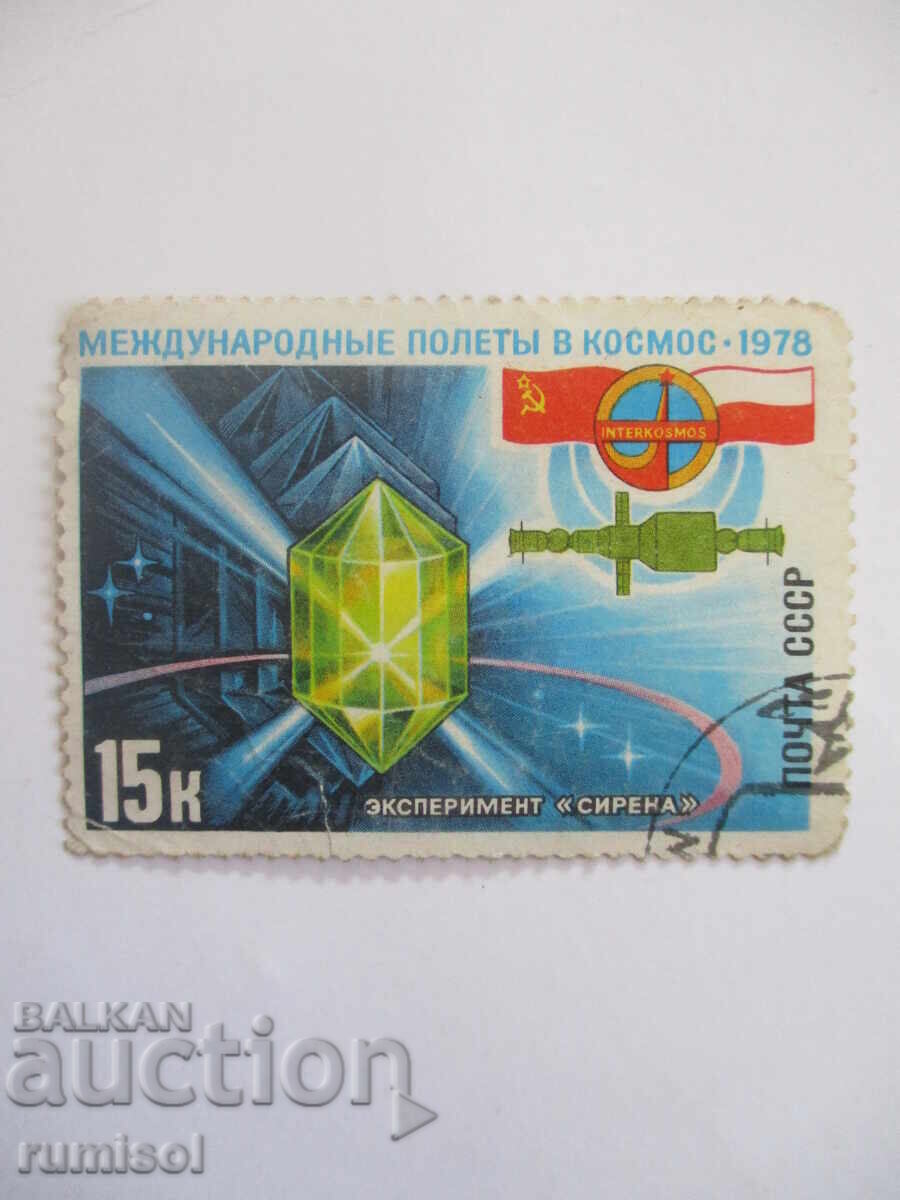 МЕЖДУНАРОДНЫЕ ПОЛЕТЫ В КОСМОС · 1978
INTERKOSMOS
ПОЧТА СССР
15к
ЭКСПЕРИМЕНТ «СИРЕНА»
BALKAN
auction
rumisol